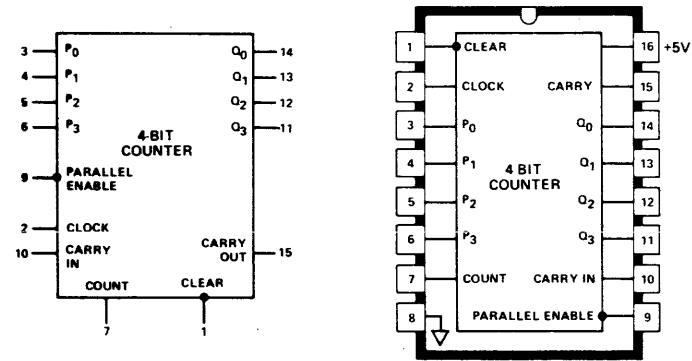 3 P0 Q0 14
4 P1 Q1 13
5 P2 Q2 12
6 P3 Q3 11
4-BIT
COUNTER
9 PARALLEL
ENABLE
2 CLOCK
10 CARRY
IN
CARRY
OUT 15
COUNT CLEAR
7 1
1 CLEAR 16 +5V
2 CLOCK CARRY 15
3 P0 Q0 14
4 P1 Q1 13
4 BIT
COUNTER
5 P2 Q2 12
6 P3 Q3 11
7 COUNT CARRY IN 10
8 PARALLEL ENABLE 9